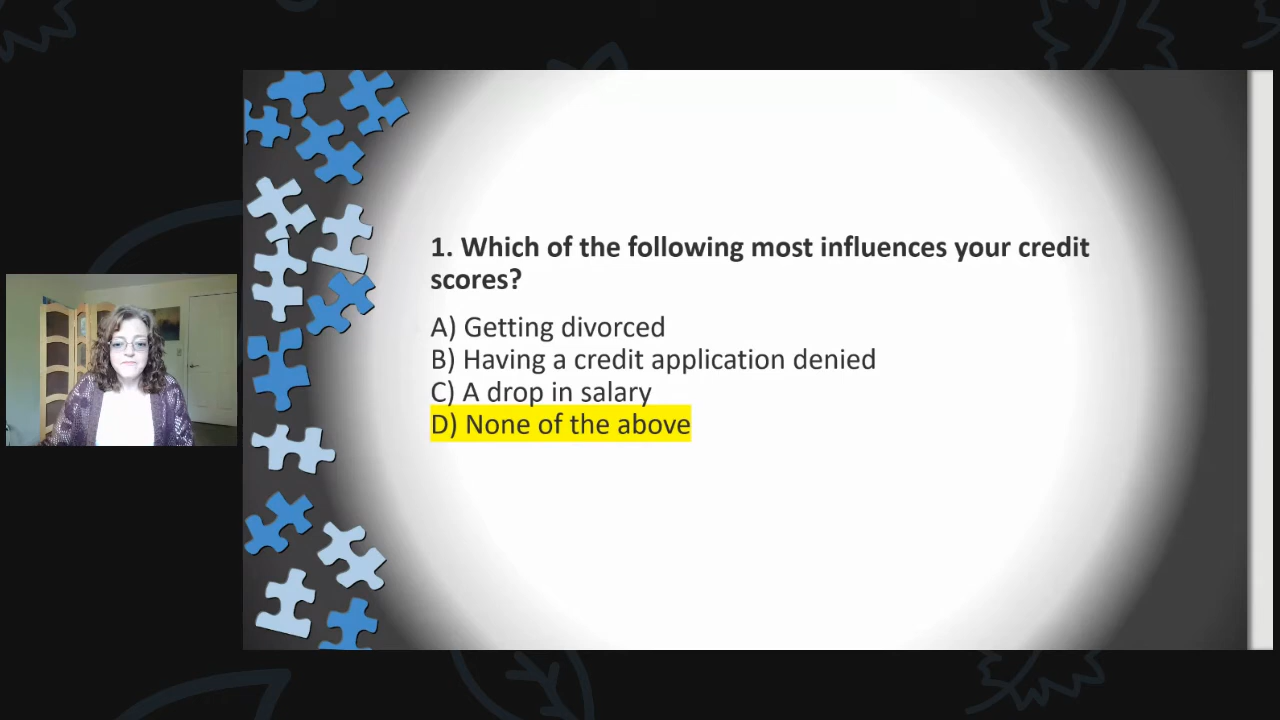 1. Which of the following most influences your credit
scores?
A) Getting divorced
B) Having a credit application denied
C) A drop in salary
D) None of the above